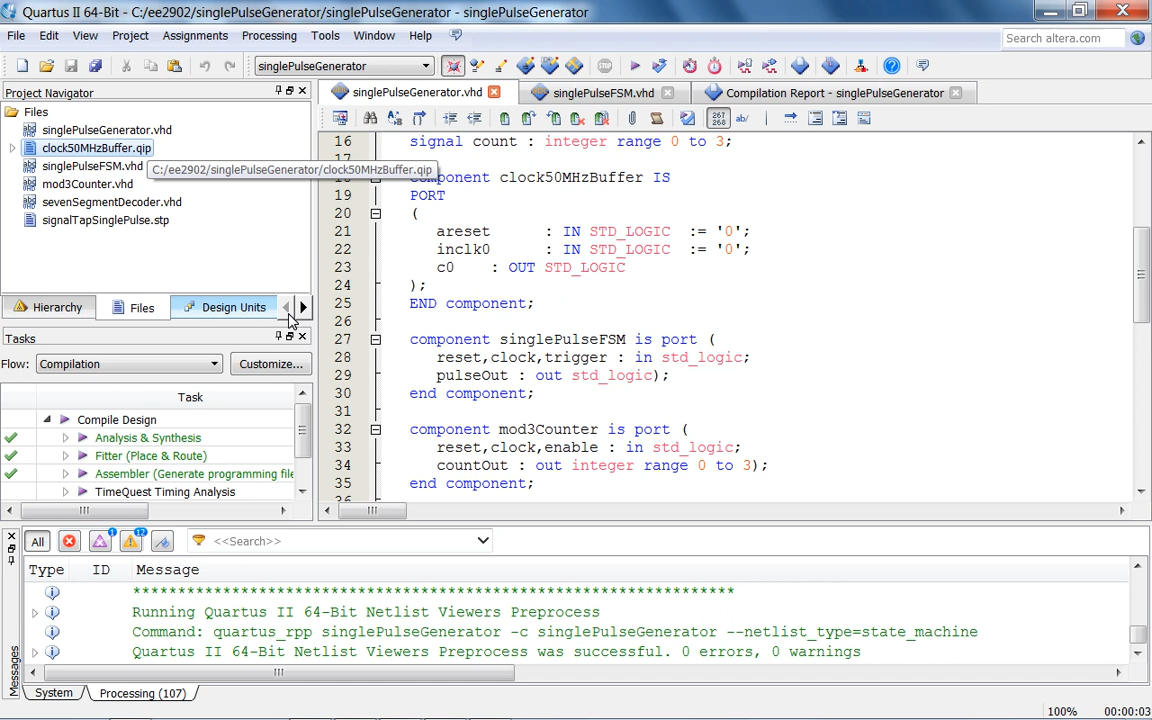 Quartus II 64-Bit - C:/ee2902/singlePulseGenerator/singlePulseGenerator - singlePulseGenerator
File Edit View Project Assignments Processing Tools Window Help
Search altera.com
singlePulseGenerator
Project Navigator
singlePulseGenerator.vhd singlePulseFSM.vhd Compilation Report - singlePulseGenerator
Files
singlePulseGenerator.vhd
clock50MHzBuffer.qip
singlePulseFSM.vhd
C:/ee2902/singlePulseGenerator/clock50MHzBuffer.qip
mod3Counter.vhd
sevenSegmentDecoder.vhd
signalTapSinglePulse.stp
Hierarchy Files Design Units
Tasks
Flow: Compilation Customize...
Task
Compile Design
Analysis & Synthesis
Fitter (Place & Route)
Assembler (Generate programming file
TimeQuest Timing Analysis
267
268 ab/
16 signal count : integer range 0 to 3;
17
component clock50MHzBuffer IS
19 PORT
20 (
21 areset : IN STD_LOGIC := '0';
22 inclk0 : IN STD_LOGIC := '0';
23 c0 : OUT STD_LOGIC
24 );
25 END component;
26
27 component singlePulseFSM is port (
28 reset,clock,trigger : in std_logic;
29 pulseOut : out std_logic);
30 end component;
31
32 component mod3Counter is port (
33 reset,clock,enable : in std_logic;
34 countOut : out integer range 0 to 3);
35 end component;
36
All 1 12 <<Search>>
Type ID Message
*******************************************************************
Running Quartus II 64-Bit Netlist Viewers Preprocess
Command: quartus_rpp singlePulseGenerator -c singlePulseGenerator --netlist_type=state_machine
Quartus II 64-Bit Netlist Viewers Preprocess was successful. 0 errors, 0 warnings
Messages
System Processing (107)
100% 00:00:03